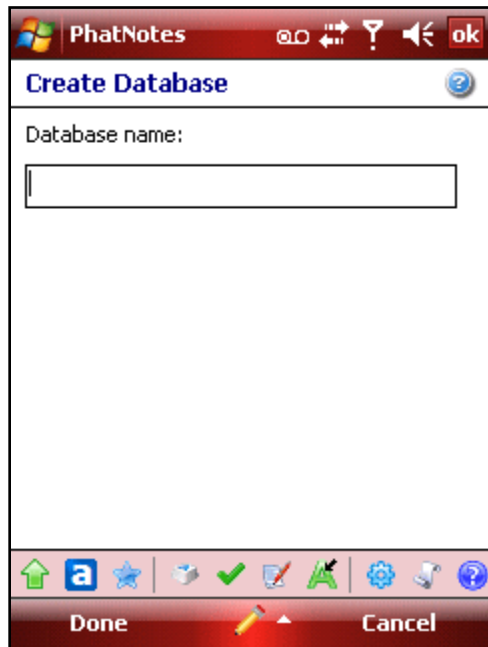 PhatNotes ok
Create Database
Database name:
a
Done Cancel